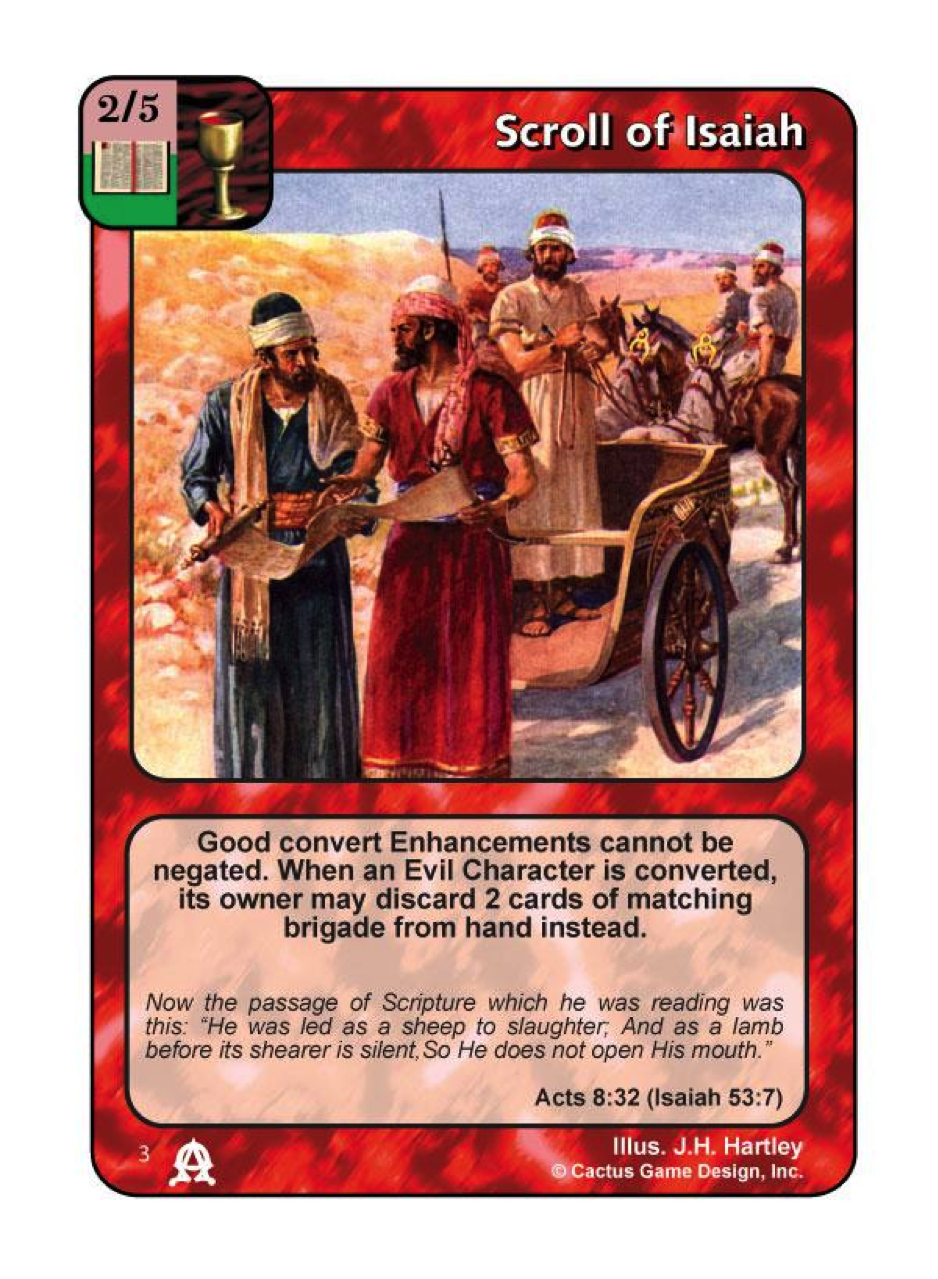 2/5
Scroll of Isaiah
Good convert Enhancements cannot be
negated. When an Evil Character is converted,
its owner may discard 2 cards of matching
brigade from hand instead.
Now the passage of Scripture which he was reading was
this: “He was led as a sheep to slaughter; And as a lamb
before its shearer is silent,So He does not open His mouth.”
Acts 8:32 (Isaiah 53:7)
3
Illus. J.H. Hartley
© Cactus Game Design, Inc.